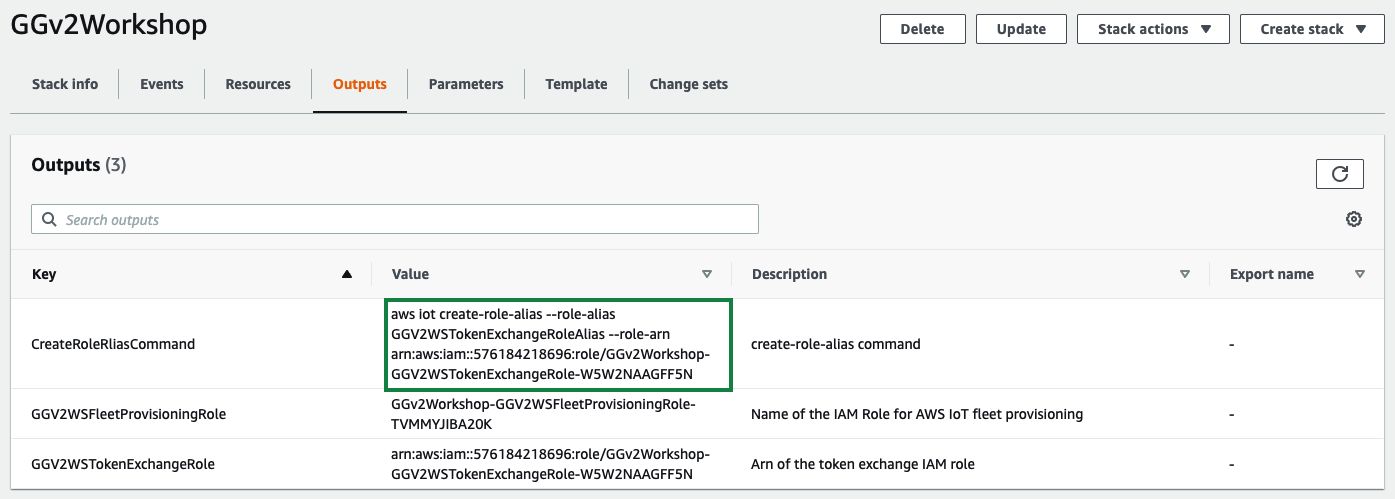 GGv2Workshop
Delete
Update
Stack actions
Create stack
Stack info
Events
Resources
Outputs
Parameters
Template
Change sets
Outputs (3)
Search outputs
Key
Value
Description
Export name
CreateRoleRliasCommand
aws iot create-role-alias --role-alias
GGV2WSTokenExchangeRoleAlias --role-arn
arn:aws:iam::576184218696:role/GGv2Workshop-
GGV2WSTokenExchangeRole-W5W2NAAGFF5N
create-role-alias command
-
GGV2WSFleetProvisioningRole
GGv2Workshop-GGV2WSFleetProvisioningRole-
TVMMYJIBA20K
Name of the IAM Role for AWS IoT fleet provisioning
-
GGV2WSTokenExchangeRole
arn:aws:iam::576184218696:role/GGv2Workshop-
GGV2WSTokenExchangeRole-W5W2NAAGFF5N
Arn of the token exchange IAM role
-